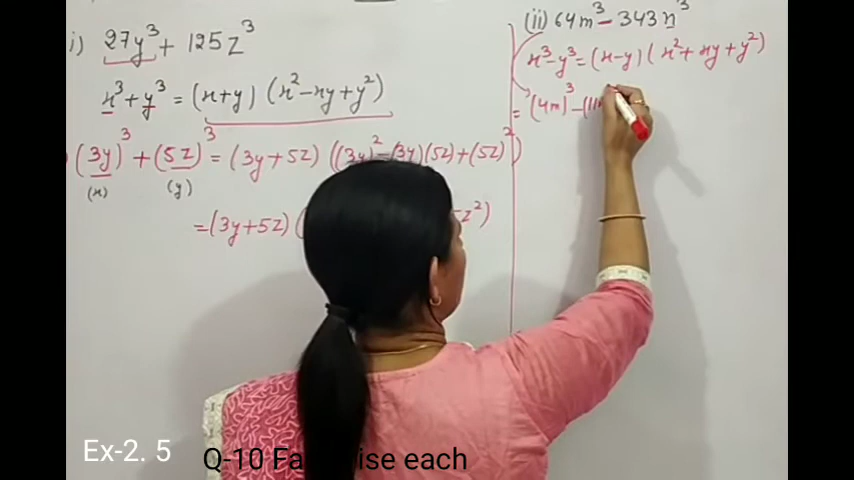 i) 27y³ + 125z³
x³ + y³ = (x+y) (x² - xy + y²)
(3y)³ + (5z)³ = (3y+5z) ((3y)² - (3y)(5z) + (5z)²)
(x) (y)
= (3y+5z) ( z²)
(ii) 64m³ - 343n³
x³ - y³ = (x-y) (x² + xy + y²)
= (4m)³ - (
Ex-2. 5
Q-10 Fa ise each